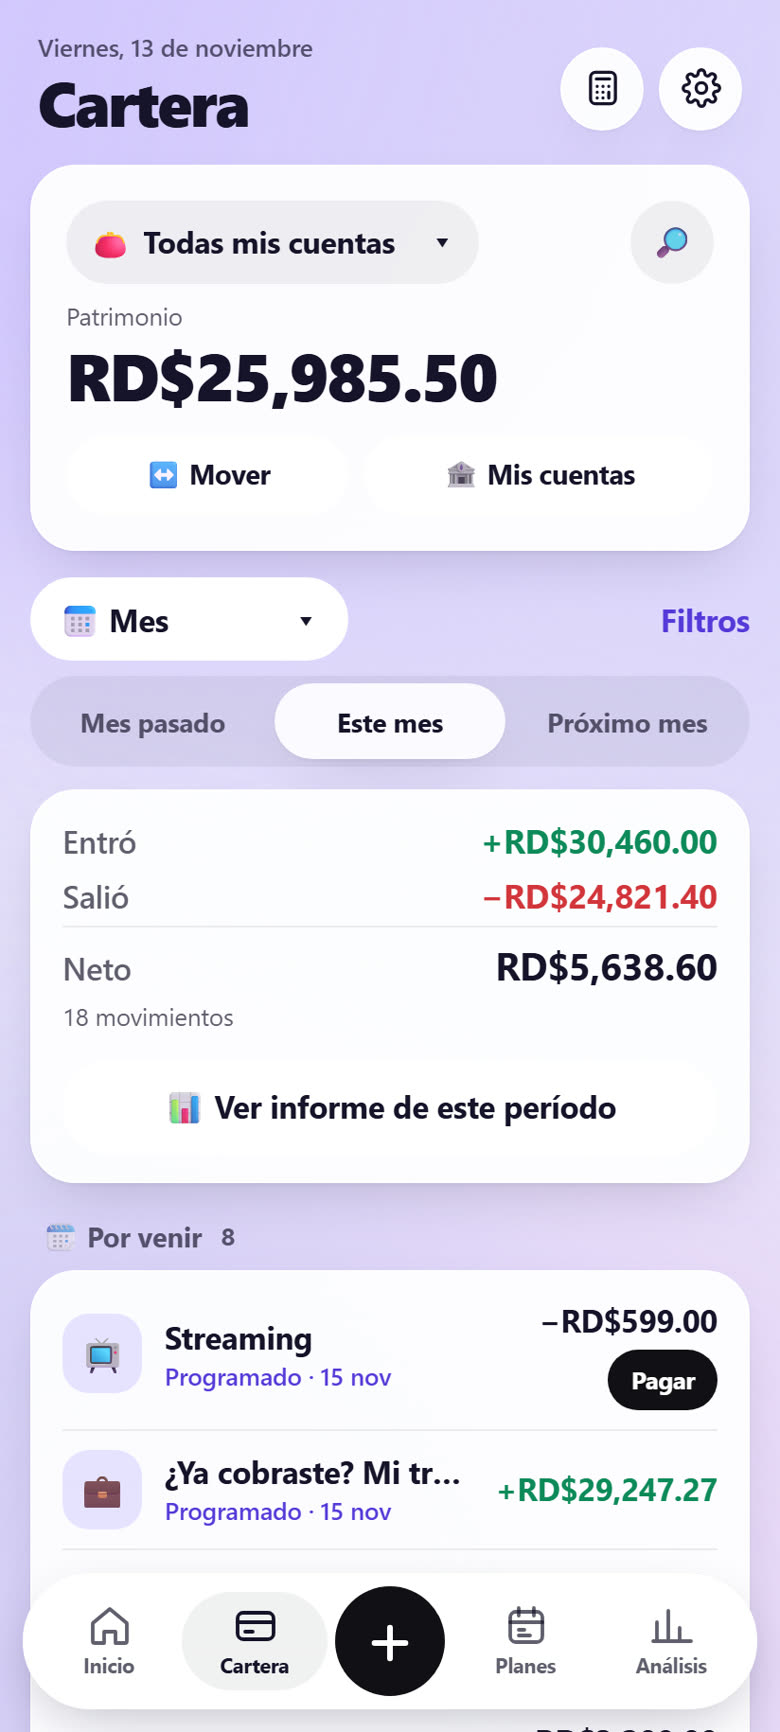 Viernes, 13 de noviembre
Cartera
Todas mis cuentas
Patrimonio
RD$25,985.50
Mover
Mis cuentas
Mes
Filtros
Mes pasado
Este mes
Próximo mes
Entró +RD$30,460.00
Salió –RD$24,821.40
Neto RD$5,638.60
18 movimientos
Ver informe de este período
Por venir 8
Streaming
–RD$599.00
Programado · 15 nov
Pagar
¿Ya cobraste? Mi tr...
+RD$29,247.27
Programado · 15 nov
Inicio
Cartera
Planes
Análisis